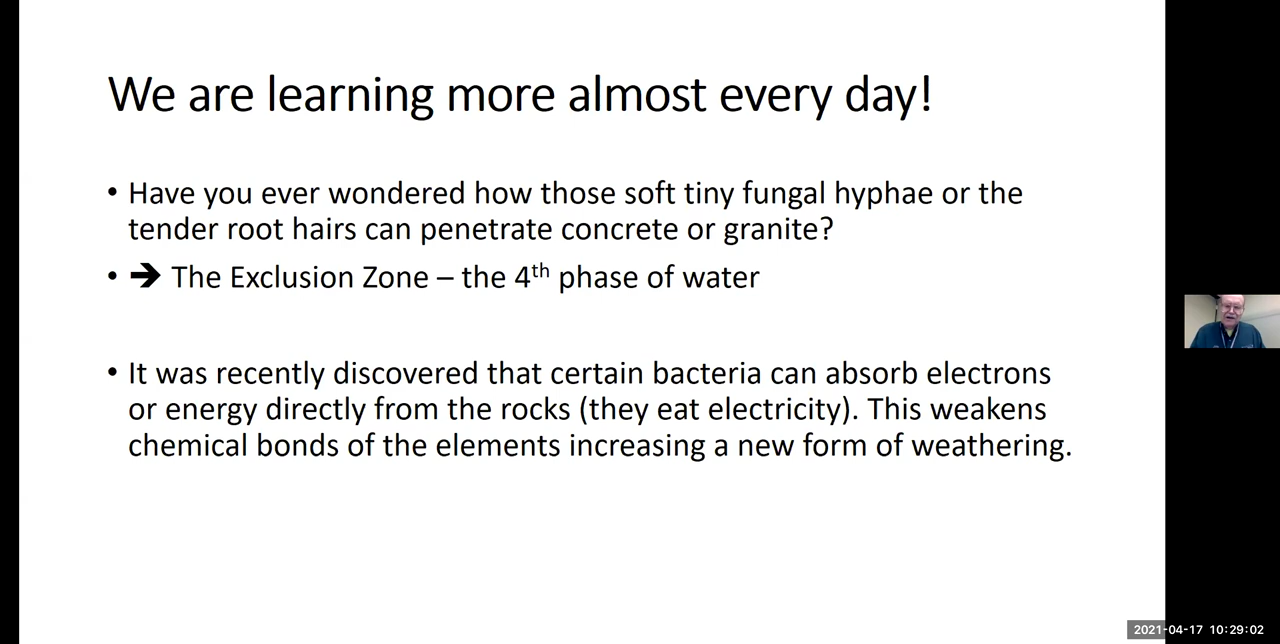 We are learning more almost every day!
• Have you ever wondered how those soft tiny fungal hyphae or the
tender root hairs can penetrate concrete or granite?
• ➔ The Exclusion Zone – the 4th phase of water
• It was recently discovered that certain bacteria can absorb electrons
or energy directly from the rocks (they eat electricity). This weakens
chemical bonds of the elements increasing a new form of weathering.
2021-04-17 10:29:02